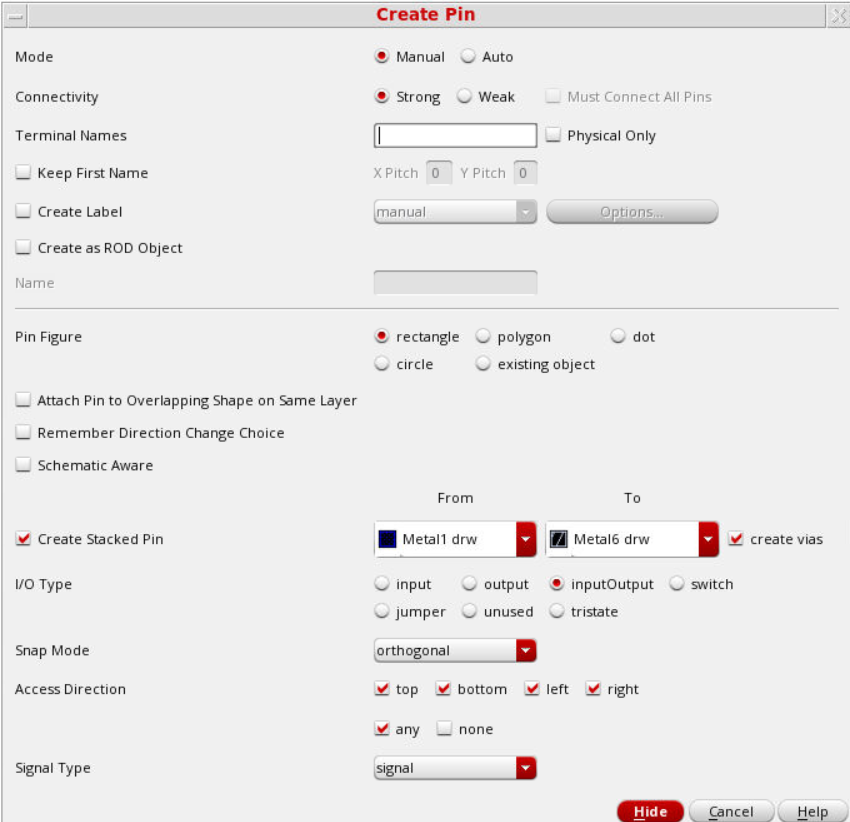 Create Pin
Mode Manual Auto
Connectivity Strong Weak Must Connect All Pins
Terminal Names Physical Only
Keep First Name X Pitch 0 Y Pitch 0
Create Label manual Options...
Create as ROD Object
Name
Pin Figure rectangle polygon dot
circle existing object
Attach Pin to Overlapping Shape on Same Layer
Remember Direction Change Choice
Schematic Aware
From To
Create Stacked Pin Metal1 drw Metal6 drw create vias
I/O Type input output inputOutput switch
jumper unused tristate
Snap Mode orthogonal
Access Direction top bottom left right
any none
Signal Type signal
Hide Cancel Help